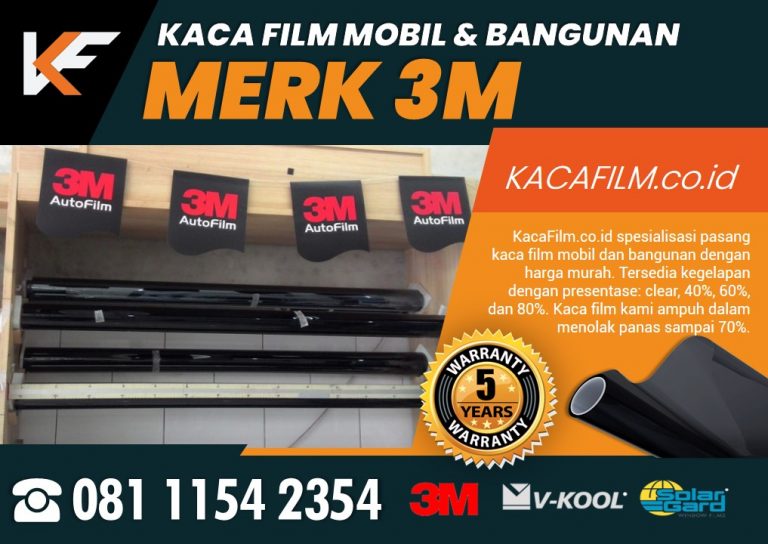 KF
KACA FILM MOBIL & BANGUNAN
MERK 3M
3M
AutoFilm
3M
AutoFilm
3M
AutoFilm
3M
AutoFilm
KACAFILM.co.id
KacaFilm.co.id spesialisasi pasang
kaca film mobil dan bangunan dengan
harga murah. Tersedia kegelapan
dengan presentase: clear, 40%, 60%,
dan 80%. Kaca film kami ampuh dalam
menolak panas sampai 70%.
WARRANTY
5
YEARS
WARRANTY
081 1154 2354
3M
V-KOOL®
Solar
Gard®
WINDOW FILMS